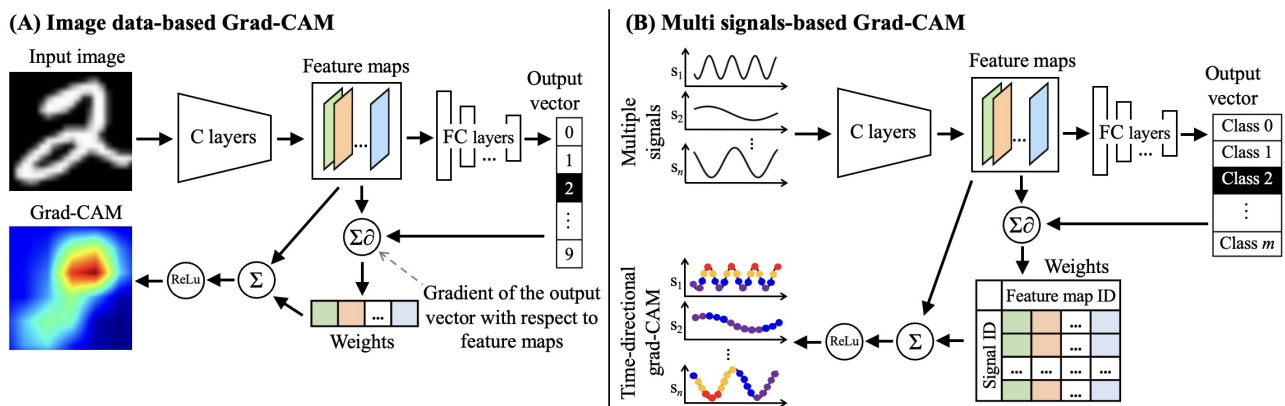 (A) Image data-based Grad-CAM
Input image
C layers
Feature maps
...
FC layers
...
Output
vector
0
1
2
⋮
9
Grad-CAM
ReLu
Σ
Σ∂
...
Weights
Gradient of the output
vector with respect to
feature maps
(B) Multi signals-based Grad-CAM
Multiple
signals
s1
s2
⋮
sn
C layers
Feature maps
...
FC layers
...
Output
vector
Class 0
Class 1
Class 2
⋮
Class m
Σ∂
Weights
Feature map ID
Signal ID
...
...
... ... ... ...
...
Σ
ReLu
Time-directional
grad-CAM
s1
s2
⋮
sn